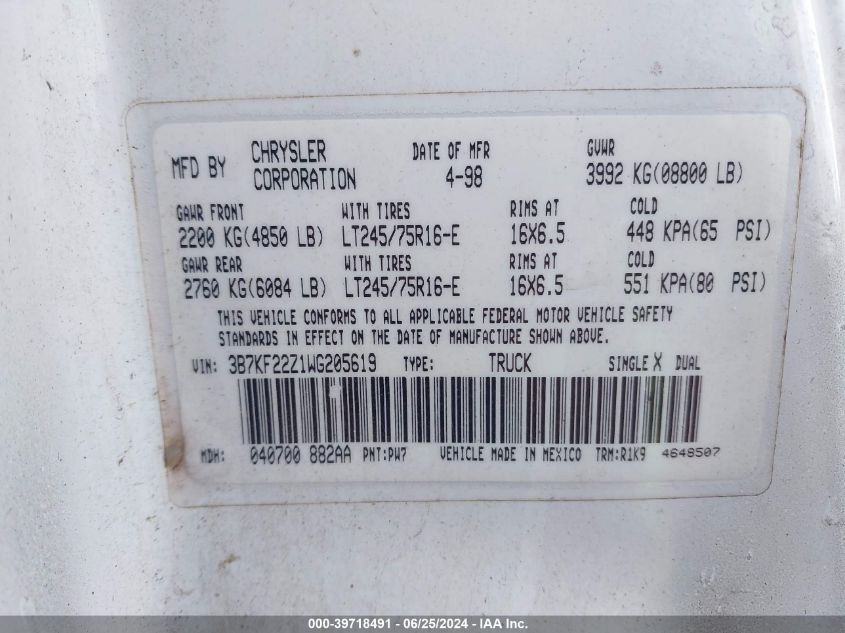 MFD BY CHRYSLER CORPORATION DATE OF MFR 4-98 GVWR 3992 KG(08800 LB)
GAWR FRONT WITH TIRES RIMS AT COLD
2200 KG(4850 LB) LT245/75R16-E 16X6.5 448 KPA(65 PSI)
GAWR REAR WITH TIRES RIMS AT COLD
2760 KG(6084 LB) LT245/75R16-E 16X6.5 551 KPA(80 PSI)
THIS VEHICLE CONFORMS TO ALL APPLICABLE FEDERAL MOTOR VEHICLE SAFETY
STANDARDS IN EFFECT ON THE DATE OF MANUFACTURE SHOWN ABOVE.
VIN: 3B7KF22Z1WG205619 TYPE: TRUCK SINGLE X DUAL
MDH: 040700 882AA PNT:PW7 VEHICLE MADE IN MEXICO TRM:R1K9 4648507
000-39718491 - 06/25/2024 - IAA Inc.